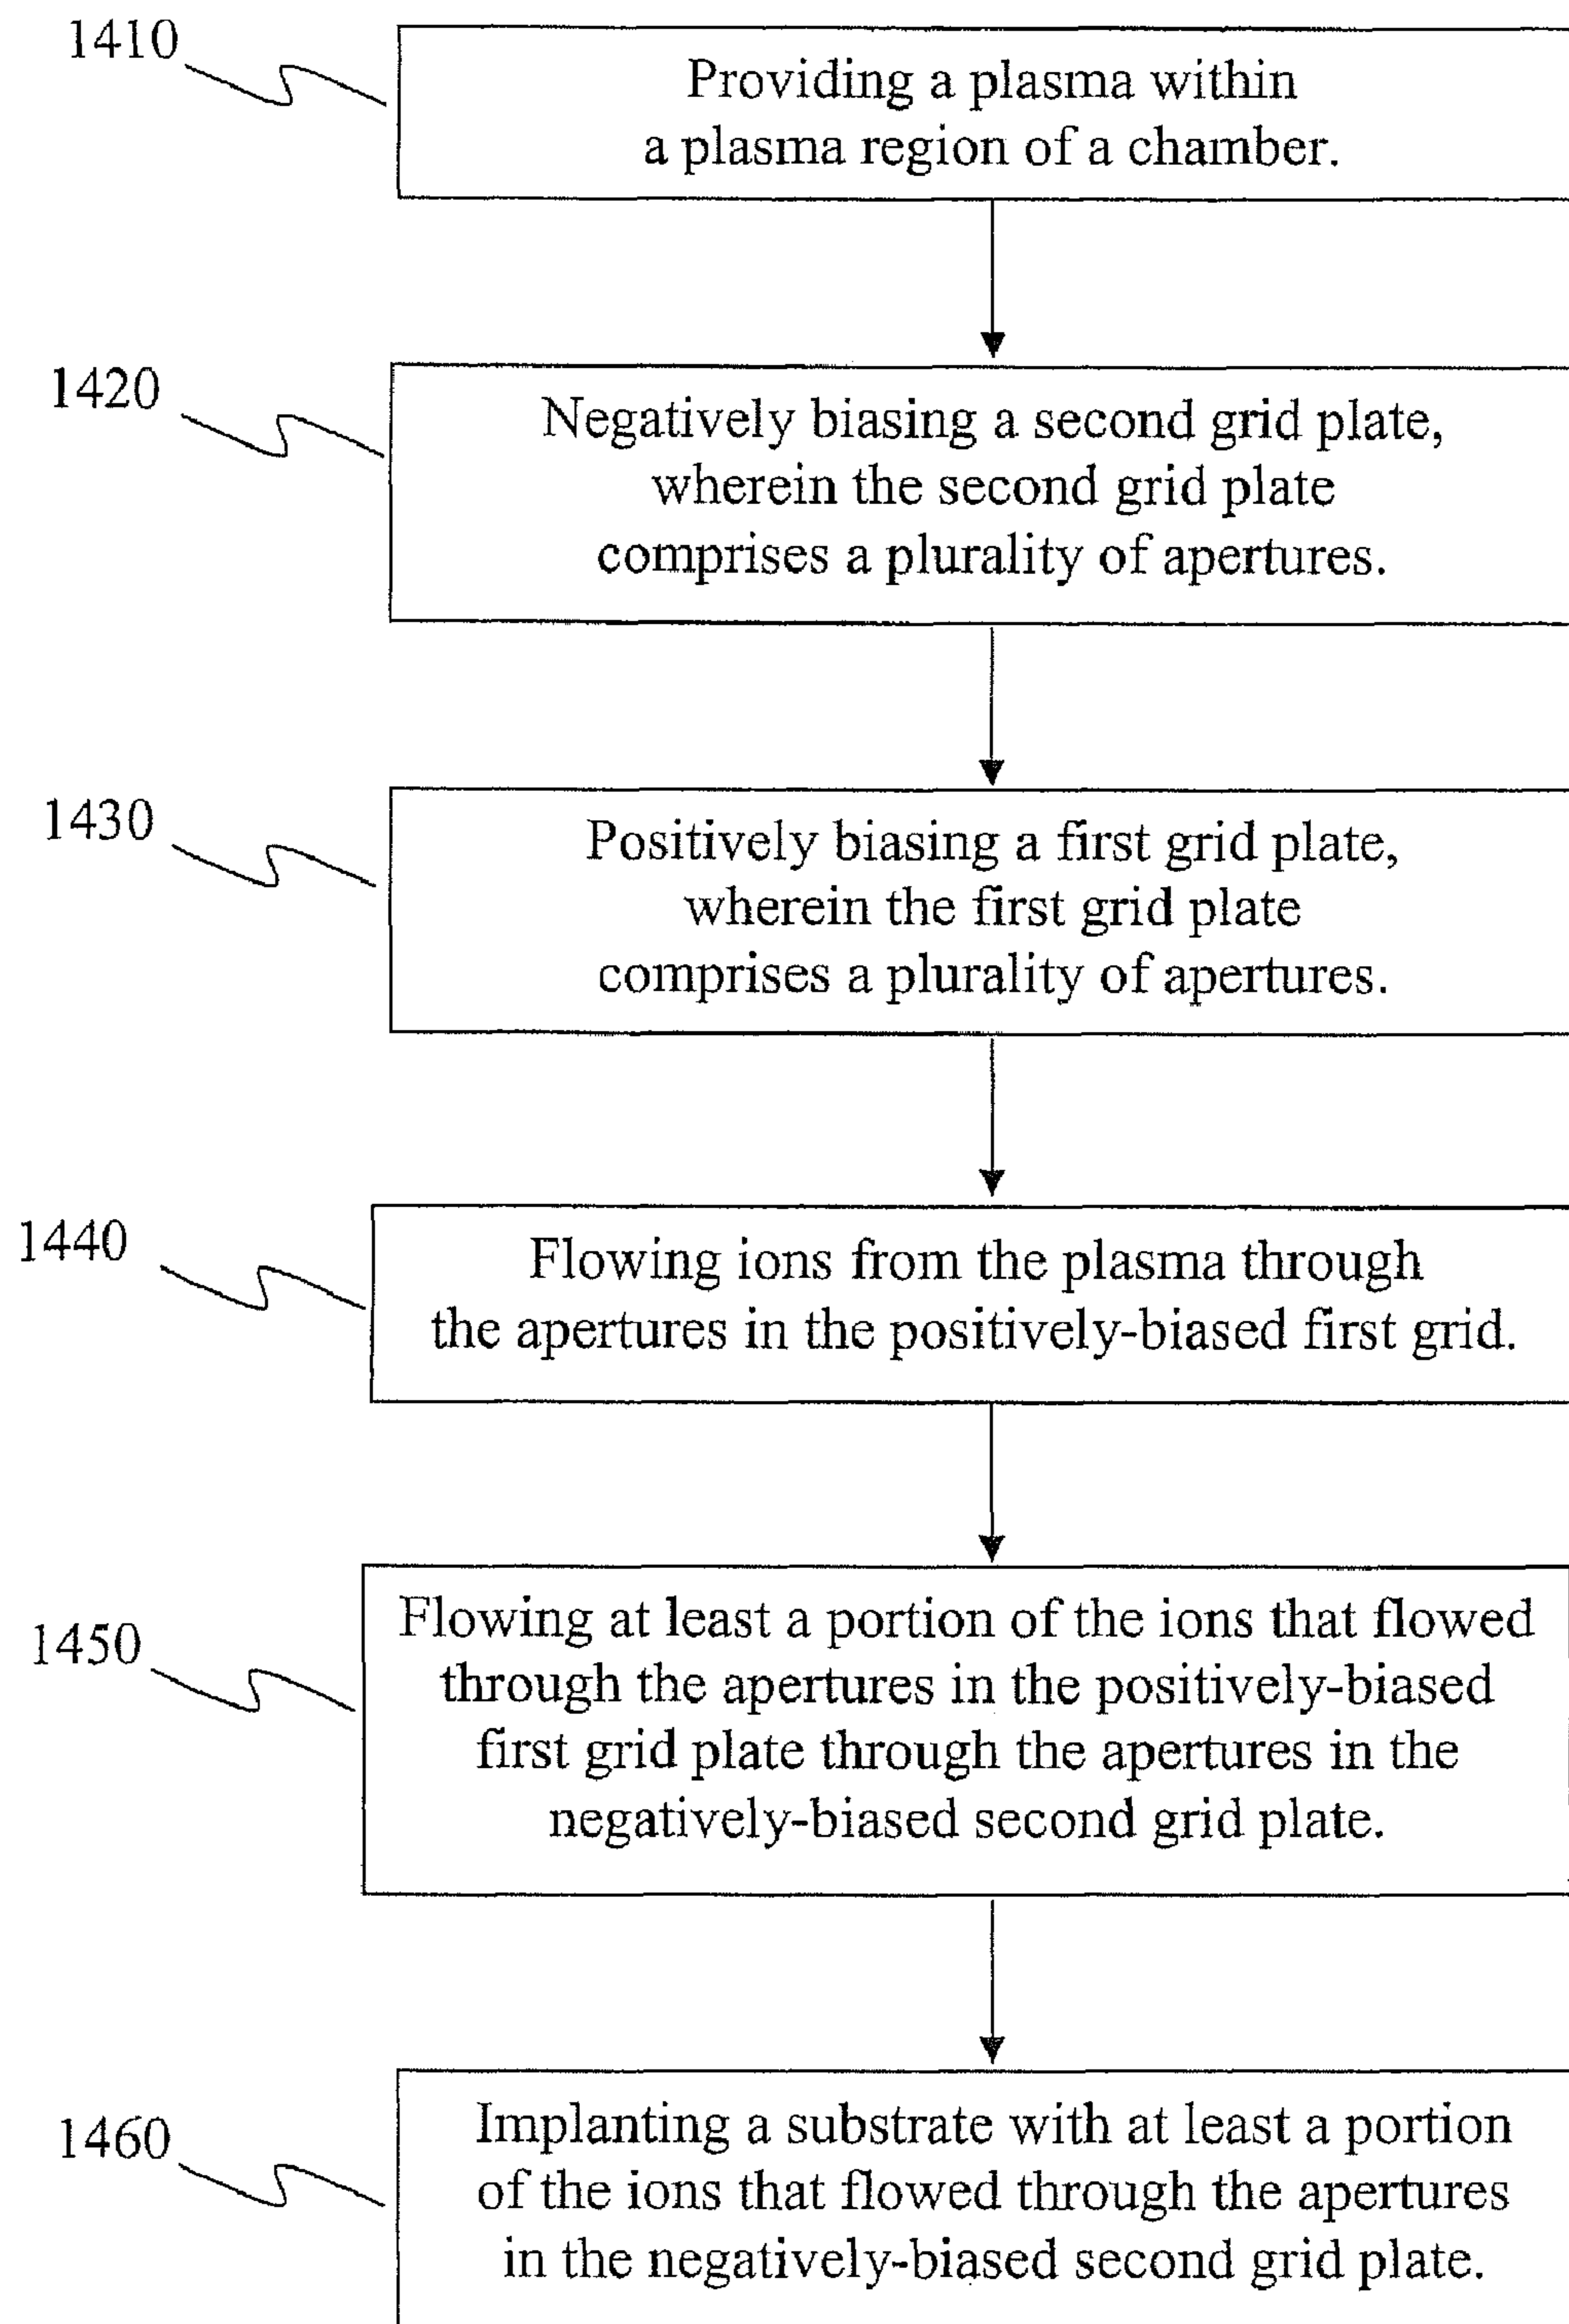 1410
Providing a plasma within
a plasma region of a chamber.
1420
Negatively biasing a second grid plate,
wherein the second grid plate
comprises a plurality of apertures.
1430
Positively biasing a first grid plate,
wherein the first grid plate
comprises a plurality of apertures.
1440
Flowing ions from the plasma through
the apertures in the positively-biased first grid.
1450
Flowing at least a portion of the ions that flowed
through the apertures in the positively-biased
first grid plate through the apertures in the
negatively-biased second grid plate.
1460
Implanting a substrate with at least a portion
of the ions that flowed through the apertures
in the negatively-biased second grid plate.